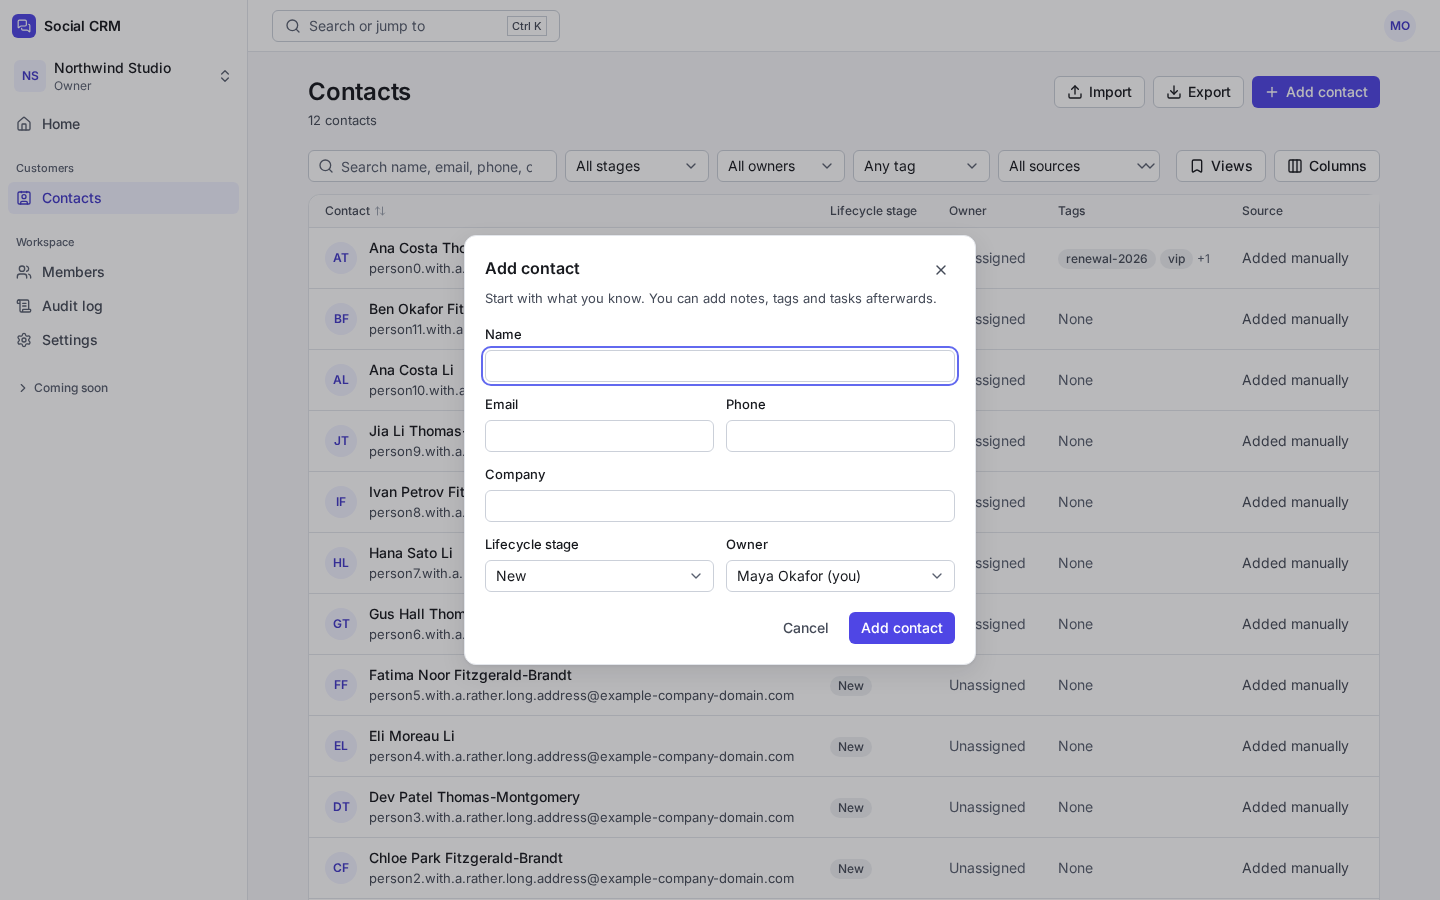 Social CRM
Search or jump to
Ctrl K
MO
NS
Northwind Studio
Owner
Home
Customers
Contacts
Workspace
Members
Audit log
Settings
Coming soon
Contacts
12 contacts
Import
Export
Add contact
Search name, email, phone, c
All stages
All owners
Any tag
All sources
Views
Columns
Contact
Lifecycle stage
Owner
Tags
Source
AT
Ana Costa
person0.with.a.
renewal-2026
vip
+1
Added manually
BF
Ben Okafor
person11.with.a
None
Added manually
AL
Ana Costa Li
person10.with.a
None
Added manually
JT
Jia Li Thomas-
person9.with.a.
None
Added manually
IF
Ivan Petrov
person8.with.a.
None
Added manually
HL
Hana Sato Li
person7.with.a.
None
Added manually
GT
Gus Hall
person6.with.a.
None
Added manually
FF
Fatima Noor Fitzgerald-Brandt
person5.with.a.rather.long.address@example-company-domain.com
New
Unassigned
None
Added manually
EL
Eli Moreau Li
person4.with.a.rather.long.address@example-company-domain.com
New
Unassigned
None
Added manually
DT
Dev Patel Thomas-Montgomery
person3.with.a.rather.long.address@example-company-domain.com
New
Unassigned
None
Added manually
CF
Chloe Park Fitzgerald-Brandt
person2.with.a.rather.long.address@example-company-domain.com
New
Unassigned
None
Added manually
Add contact
Start with what you know. You can add notes, tags and tasks afterwards.
Name
Email
Phone
Company
Lifecycle stage
Owner
New
Maya Okafor (you)
Cancel
Add contact